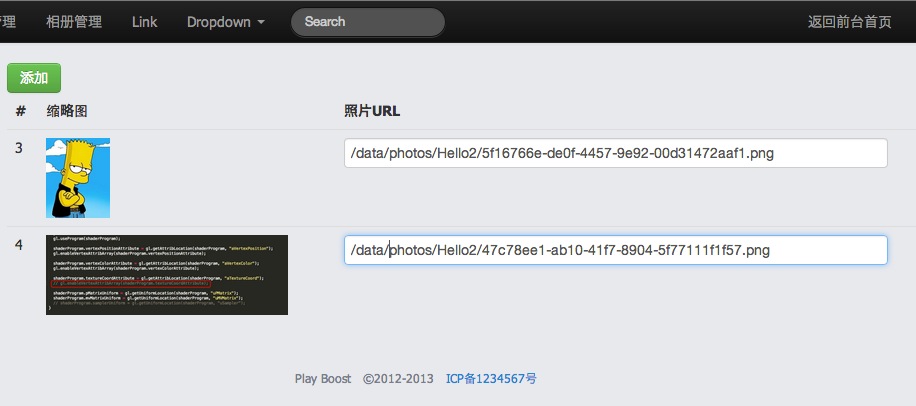 管理 相册管理 Link Dropdown Search 返回前台首页
添加
# 缩略图 照片URL
3 /data/photos/Hello2/5f16766e-de0f-4457-9e92-00d31472aaf1.png
4 /data/photos/Hello2/47c78ee1-ab10-41f7-8904-5f77111f1f57.png
gl.useProgram(shaderProgram);
shaderProgram.vertexPositionAttribute = gl.getAttribLocation(shaderProgram, "aVertexPosition");
gl.enableVertexAttribArray(shaderProgram.vertexPositionAttribute);
shaderProgram.vertexColorAttribute = gl.getAttribLocation(shaderProgram, "aVertexColor");
gl.enableVertexAttribArray(shaderProgram.vertexColorAttribute);
shaderProgram.textureCoordAttribute = gl.getAttribLocation(shaderProgram, "aTextureCoord");
// gl.enableVertexAttribArray(shaderProgram.textureCoordAttribute);
shaderProgram.pMatrixUniform = gl.getUniformLocation(shaderProgram, "uPMatrix");
shaderProgram.mvMatrixUniform = gl.getUniformLocation(shaderProgram, "uMVMatrix");
// shaderProgram.samplerUniform = gl.getUniformLocation(shaderProgram, "uSampler");
}
Play Boost ©2012-2013 ICP备1234567号